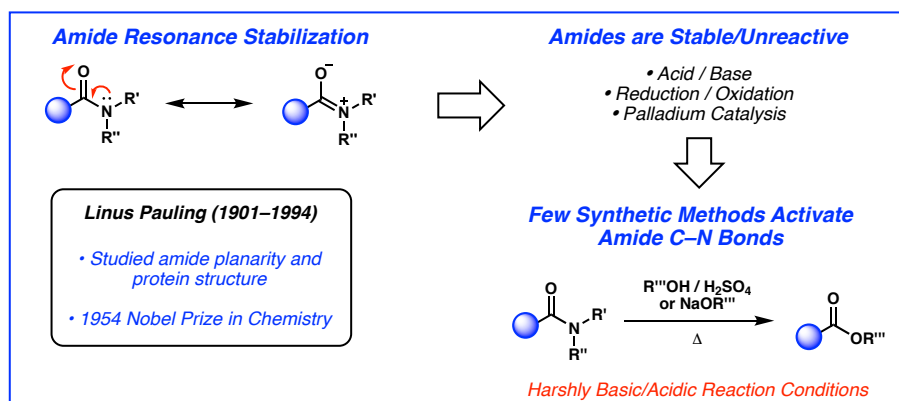 Amide Resonance Stabilization
O
N
R'
R"
O–
N+
R'
R"
Linus Pauling (1901–1994)
• Studied amide planarity and
protein structure
• 1954 Nobel Prize in Chemistry
Amides are Stable/Unreactive
• Acid / Base
• Reduction / Oxidation
• Palladium Catalysis
Few Synthetic Methods Activate
Amide C–N Bonds
O
N
R'
R"
R'''OH / H2SO4
or NaOR'''
Δ
O
OR'''
Harshly Basic/Acidic Reaction Conditions